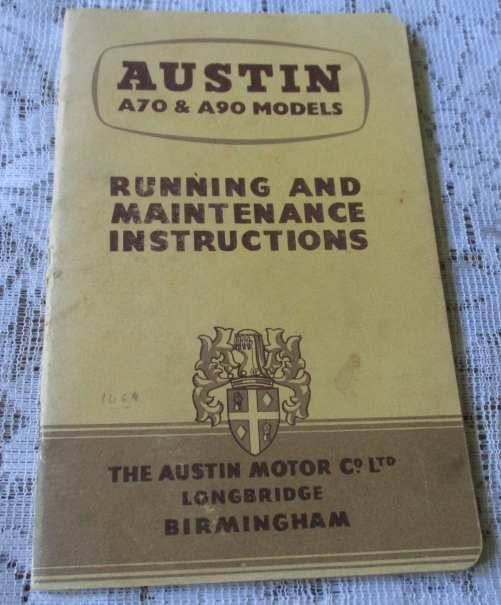 AUSTIN
A70 & A90 MODELS
RUNNING AND
MAINTENANCE
INSTRUCTIONS
THE AUSTIN MOTOR Cº LTD
LONGBRIDGE
BIRMINGHAM